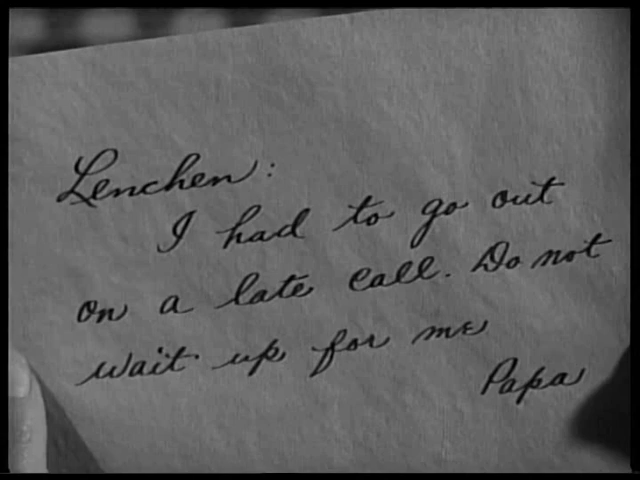 Lenchen:
I had to go out
on a late call. Do not
wait up for me
Papa